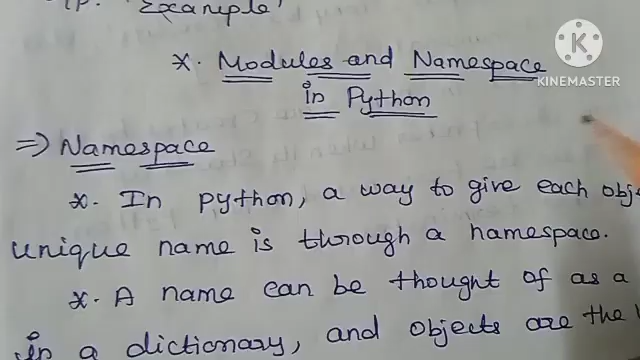 Example
*. Modules and Namespace
in Python
KINEMASTER
⇒ Namespace
*. In python, a way to give each
unique name is through a namespace.
*. A name can be thought of as a
in a dictionary, and objects are the